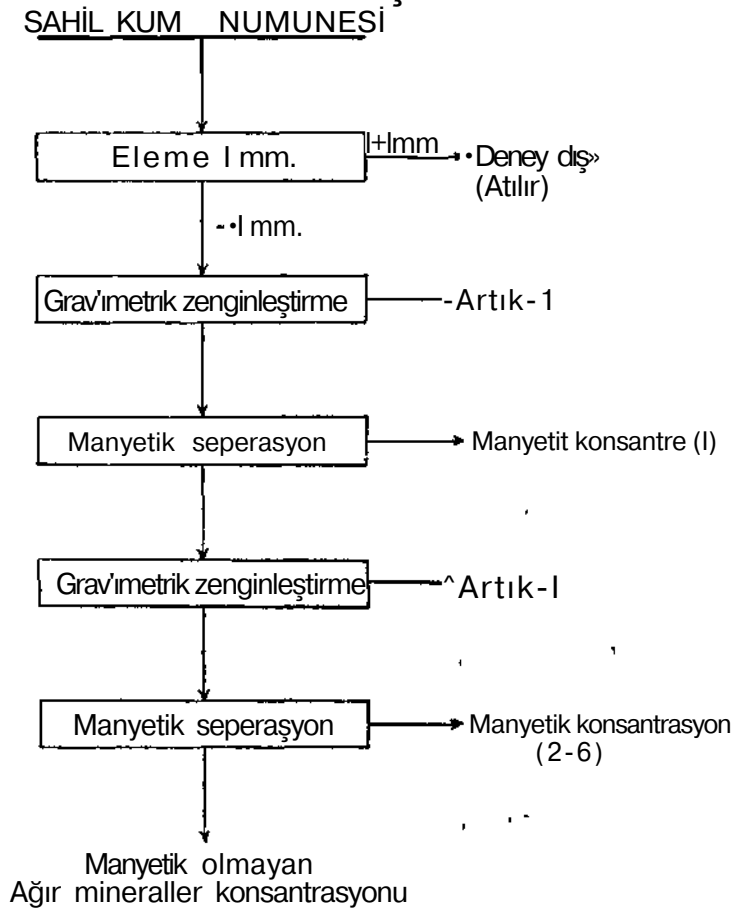 SAHİL KUM NUMUNESİ
Eleme I mm.
I+Imm
•Deney dış»
(Atılır)
-•I mm.
Grav'ımetrık zenginleştirme
-Artık-1
Manyetik seperasyon
Manyetit konsantre (I)
Grav'ımetrik zenginleştirme
^Artık-I
Manyetik seperaşyon
Manyetik konsantrasyon
(2-6)
Manyetik olmayan
Ağır mineraller konsantrasyonu